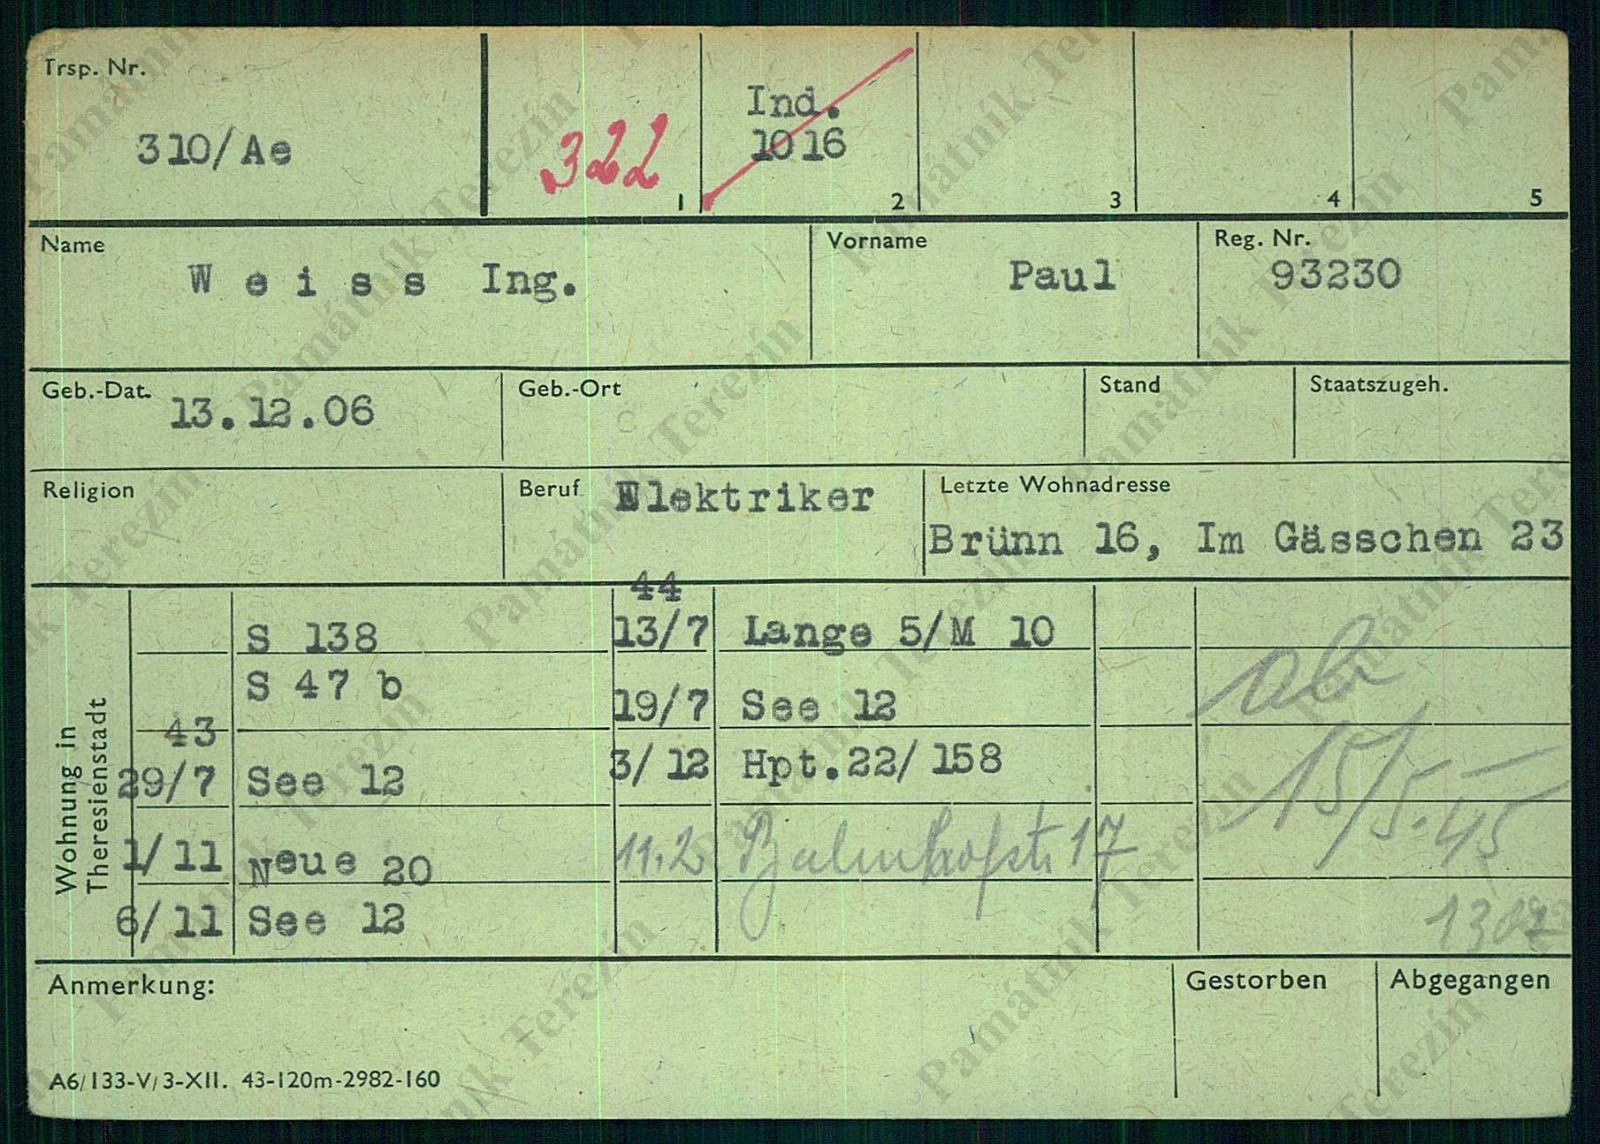 Trsp. Nr.
310/Ae
322
1
Ind.
1016
2
3
4
5
Name
Weiss Ing.
Vorname
Paul
Reg. Nr.
93230
Geb.-Dat.
13.12.06
Geb.-Ort
Stand
Staatszugeh.
Religion
Beruf
Elektriker
Letzte Wohnadresse
Brünn 16, Im Gässchen 23
Wohnung in
Theresienstadt
S 138
S 47 b
43
29/7 See 12
1/11 Neue 20
6/11 See 12
44
13/7 Lange 5/M 10
19/7 See 12
3/12 Hpt.22/158
11.2 Bahnhofstr. 17
ab
15/5.45
Anmerkung:
Gestorben
Abgegangen
A6/133-V/3-XII. 43-120m-2982-160
Památník Terezín